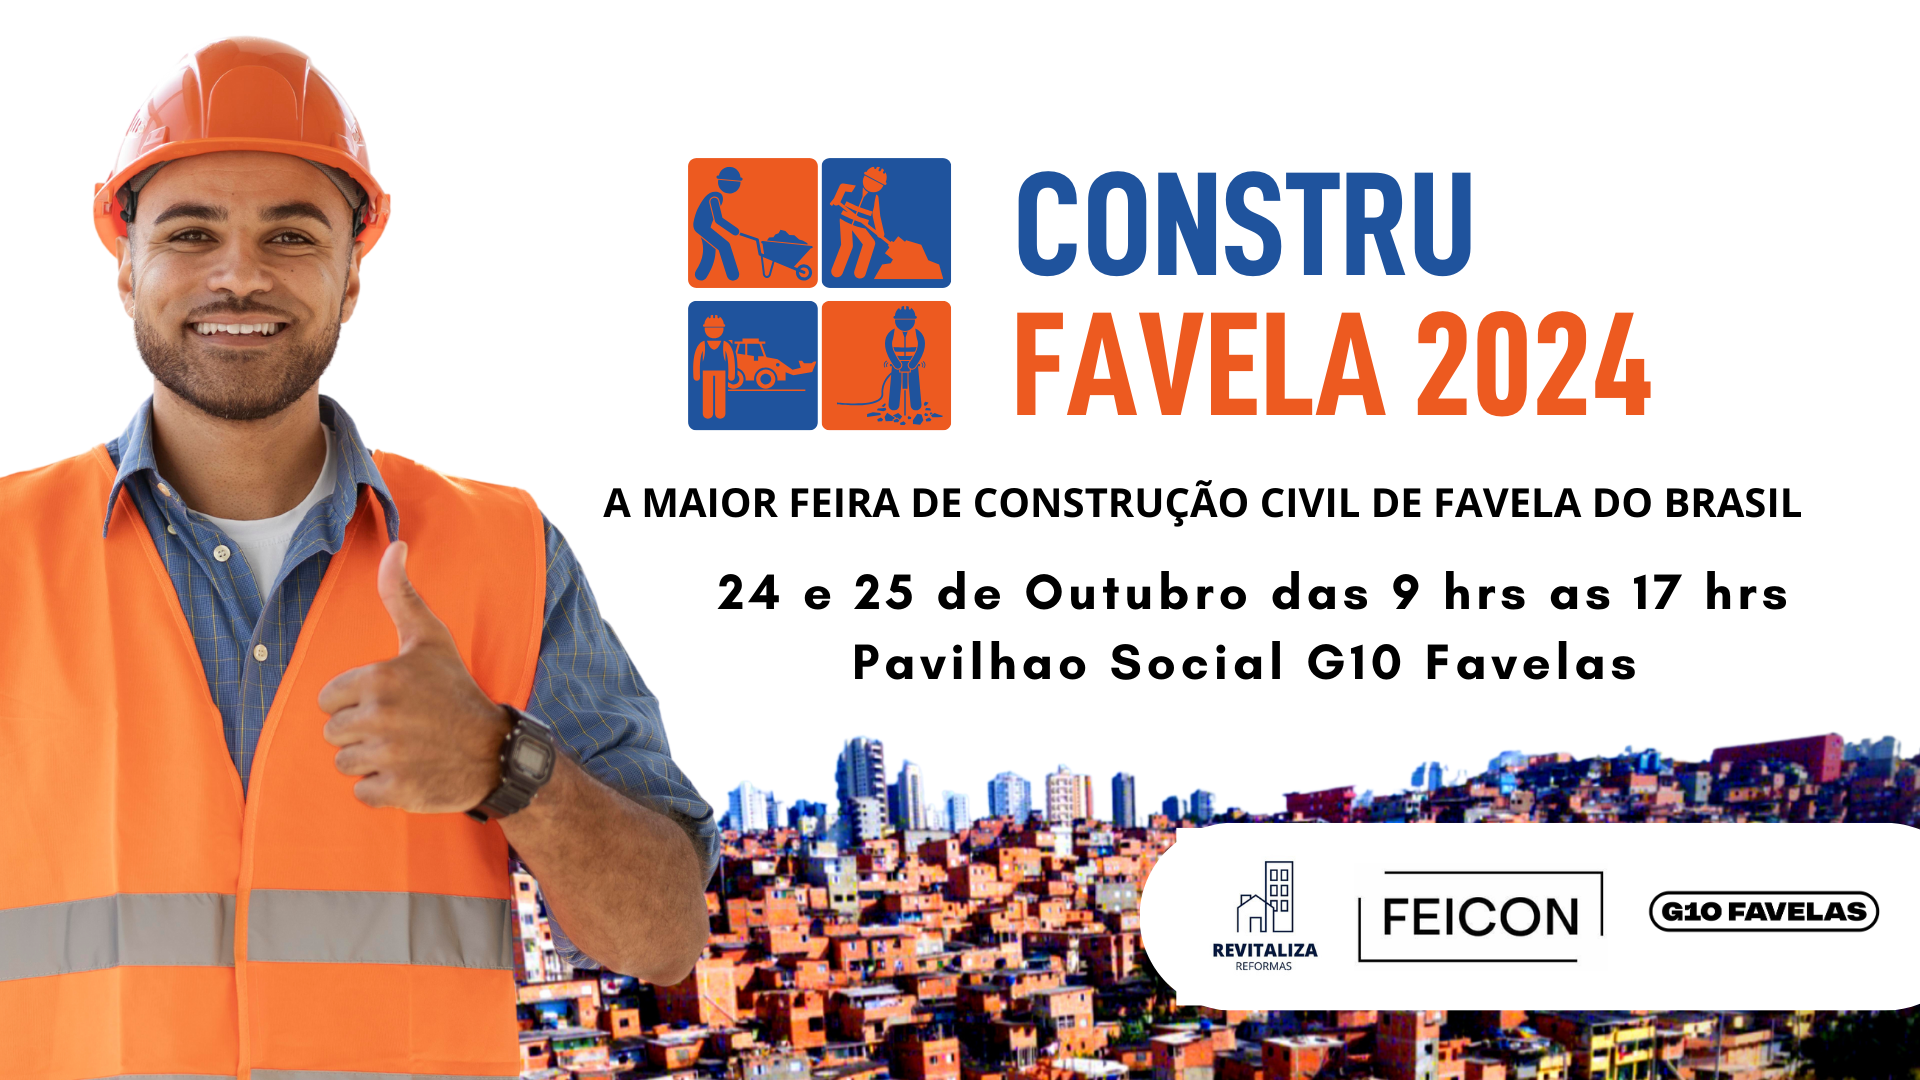 CONSTRU
FAVELA 2024
A MAIOR FEIRA DE CONSTRUÇÃO CIVIL DE FAVELA DO BRASIL
24 e 25 de Outubro das 9 hrs as 17 hrs
Pavilhao Social G10 Favelas
REVITALIZA
REFORMAS
FEICON
G10 FAVELAS